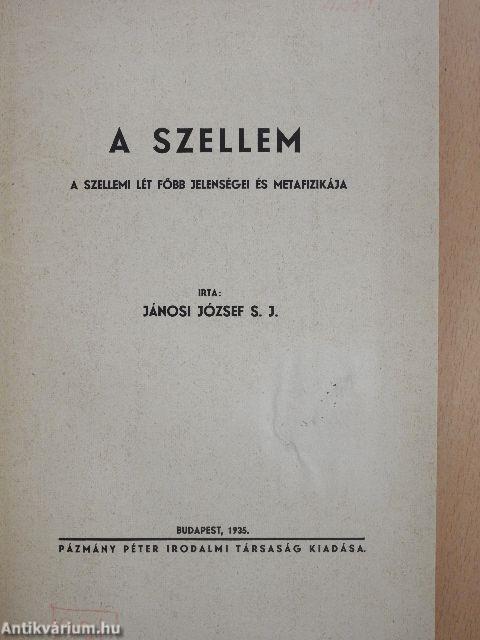 A SZELLEM
A SZELLEMI LÉT FŐBB JELENSÉGEI ÉS METAFIZIKÁJA
IRTA:
JÁNOSI JÓZSEF S. J.
BUDAPEST, 1935.
PÁZMÁNY PÉTER IRODALMI TÁRSASÁG KIADÁSA.
Antikvárium.hu